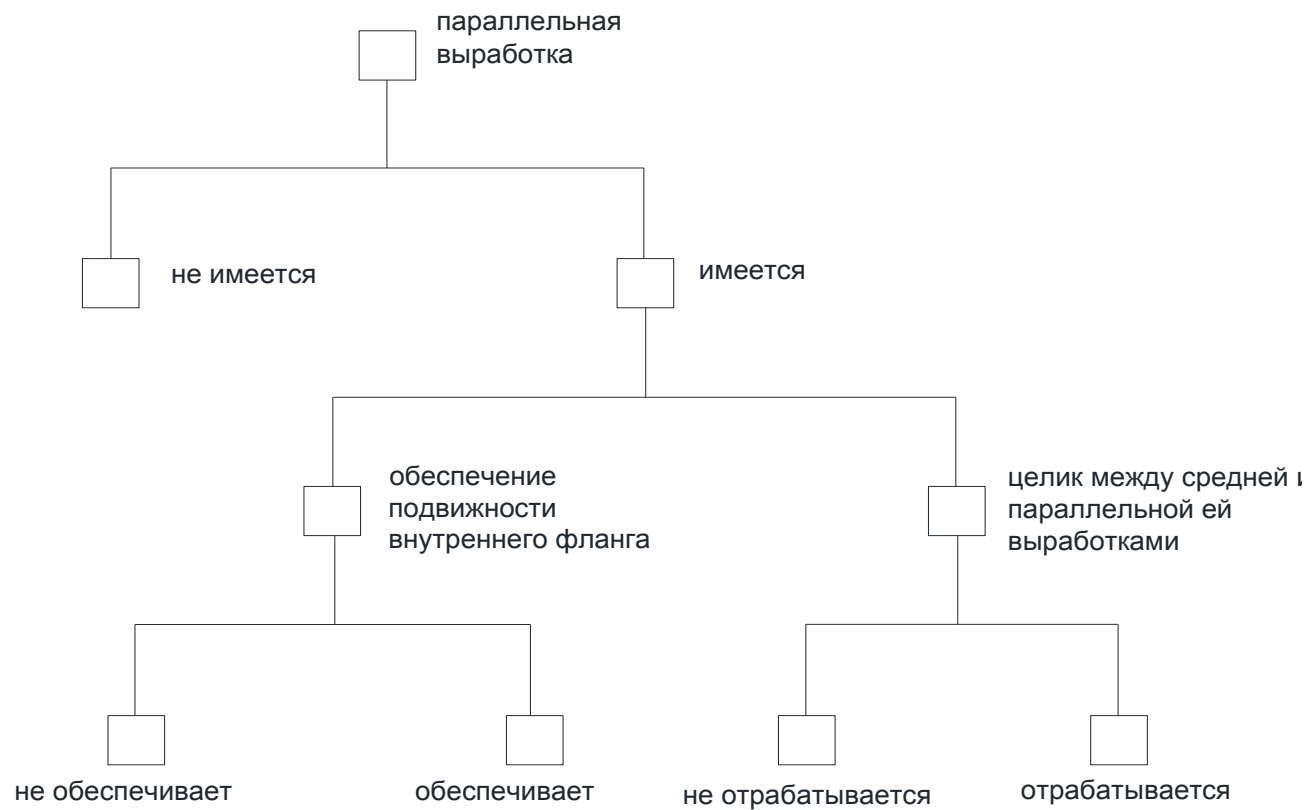 параллельная
выработка
не имеется
имеется
обеспечение
подвижности
внутреннего фланга
целик между средней и
параллельной ей
выработками
не обеспечивает
обеспечивает
не отрабатывается
отрабатывается